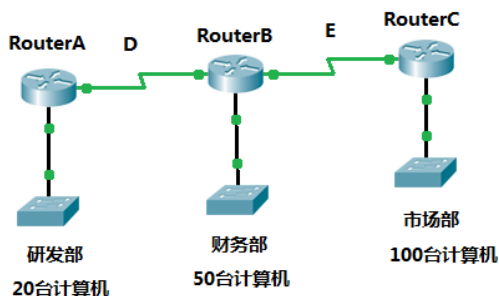 RouterA
D
RouterB
E
RouterC
研发部
20台计算机
财务部
50台计算机
市场部
100台计算机